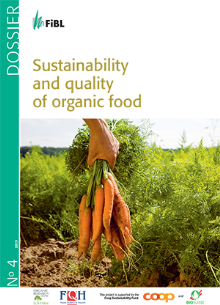 DOSSIER
FiBL
Sustainability
and quality
of organic food
Nº 4
FQH
This project is supported by the
Coop Sustainability Fund
coop